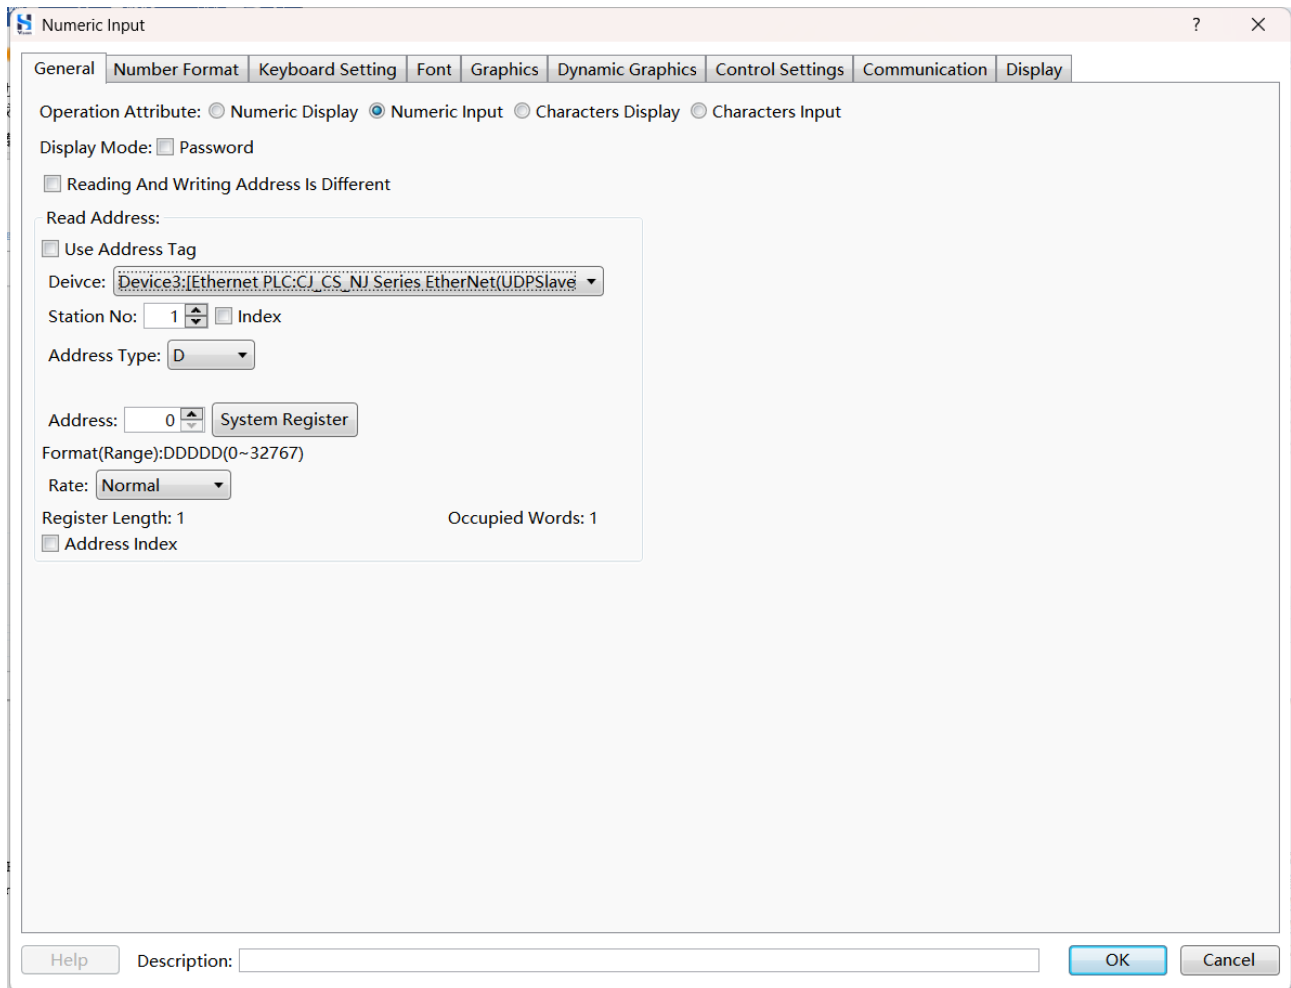 Numeric Input
General Number Format Keyboard Setting Font Graphics Dynamic Graphics Control Settings Communication Display
Operation Attribute: Numeric Display Numeric Input Characters Display Characters Input
Display Mode: Password
Reading And Writing Address Is Different
Read Address:
Use Address Tag
Deivce: Device3:[Ethernet PLC:CJ_CS_NJ Series EtherNet(UDPSlave
Station No: 1 Index
Address Type: D
Address: 0 System Register
Format(Range):DDDDD(0~32767)
Rate: Normal
Register Length: 1 Occupied Words: 1
Address Index
Help Description: OK Cancel